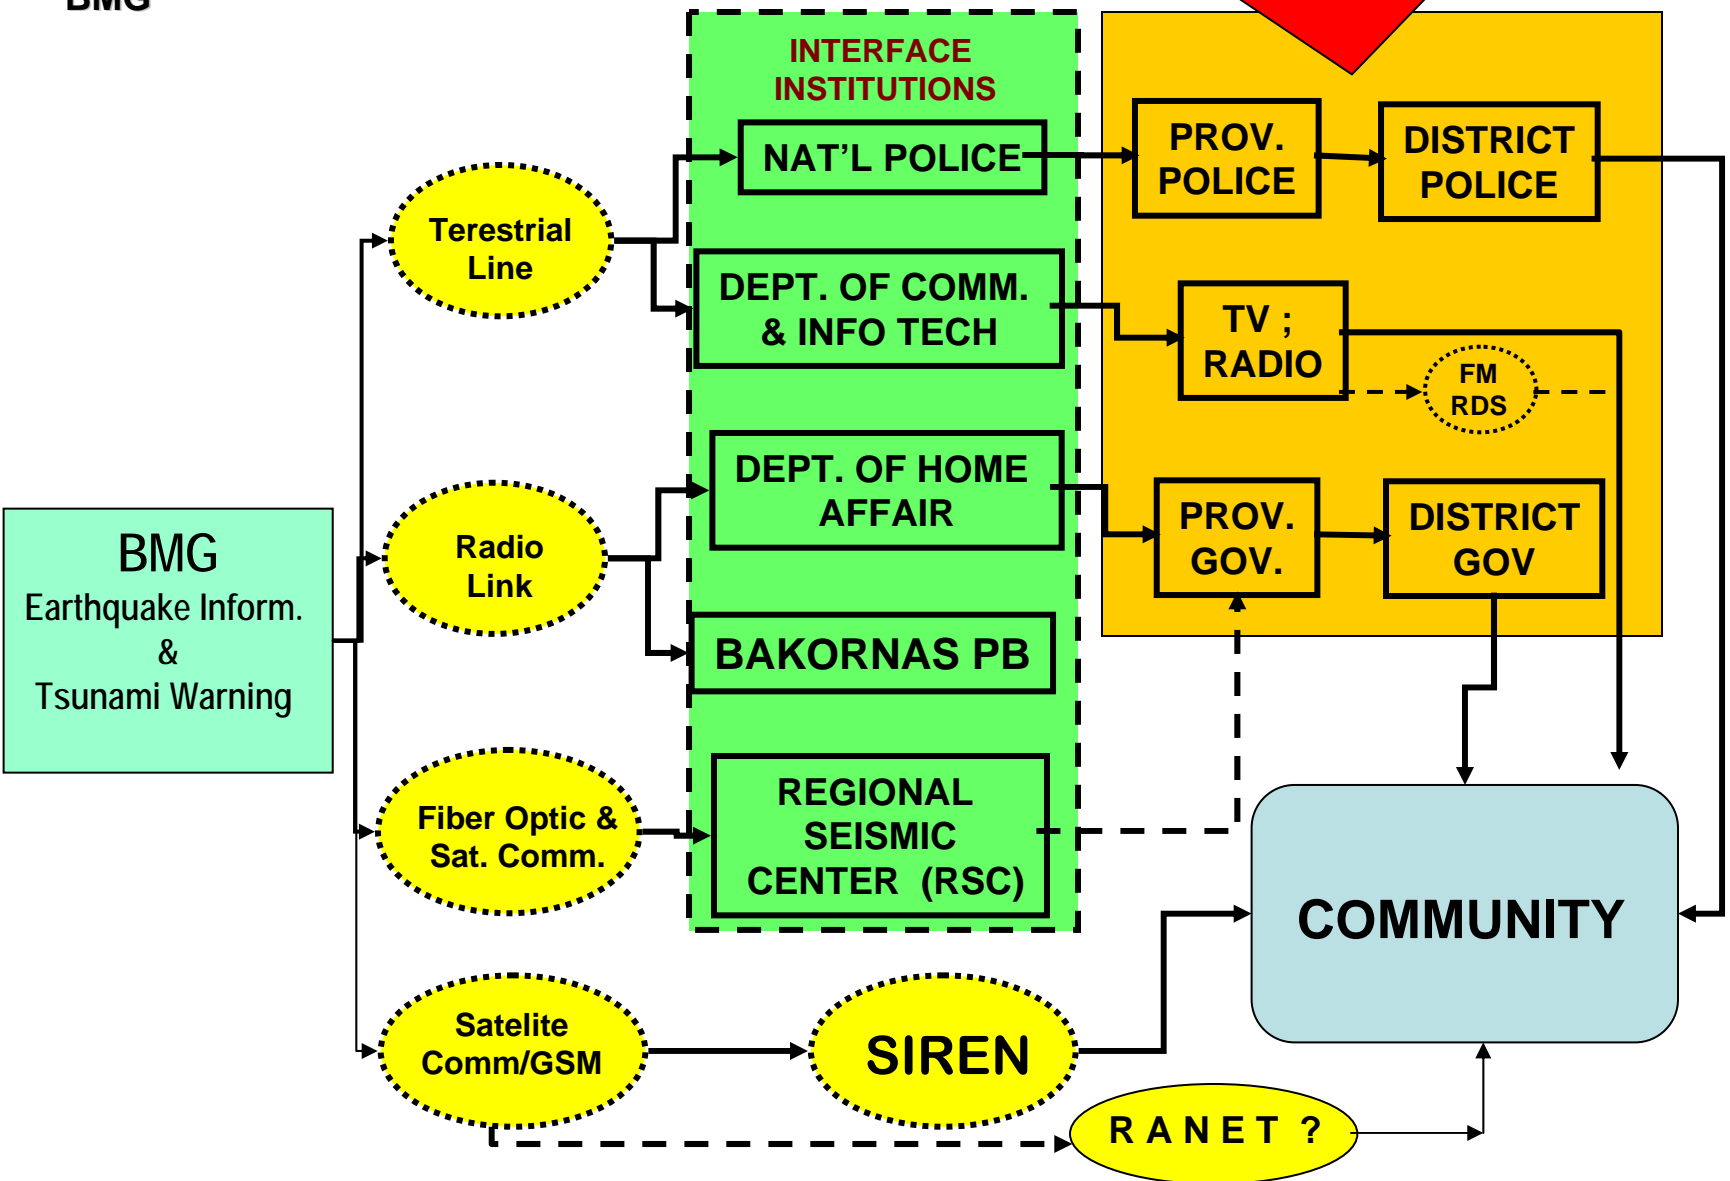 BMG
INTERFACE
INSTITUTIONS
NAT’L POLICE
PROV.
POLICE
DISTRICT
POLICE
Terestrial
Line
DEPT. OF COMM.
& INFO TECH
TV ;
RADIO
FM
RDS
DEPT. OF HOME
AFFAIR
PROV.
GOV.
DISTRICT
GOV
Radio
Link
BMG
Earthquake Inform.
&
Tsunami Warning
BAKORNAS PB
Fiber Optic &
Sat. Comm.
REGIONAL
SEISMIC
CENTER (RSC)
COMMUNITY
Satelite
Comm/GSM
SIREN
R A N E T ?